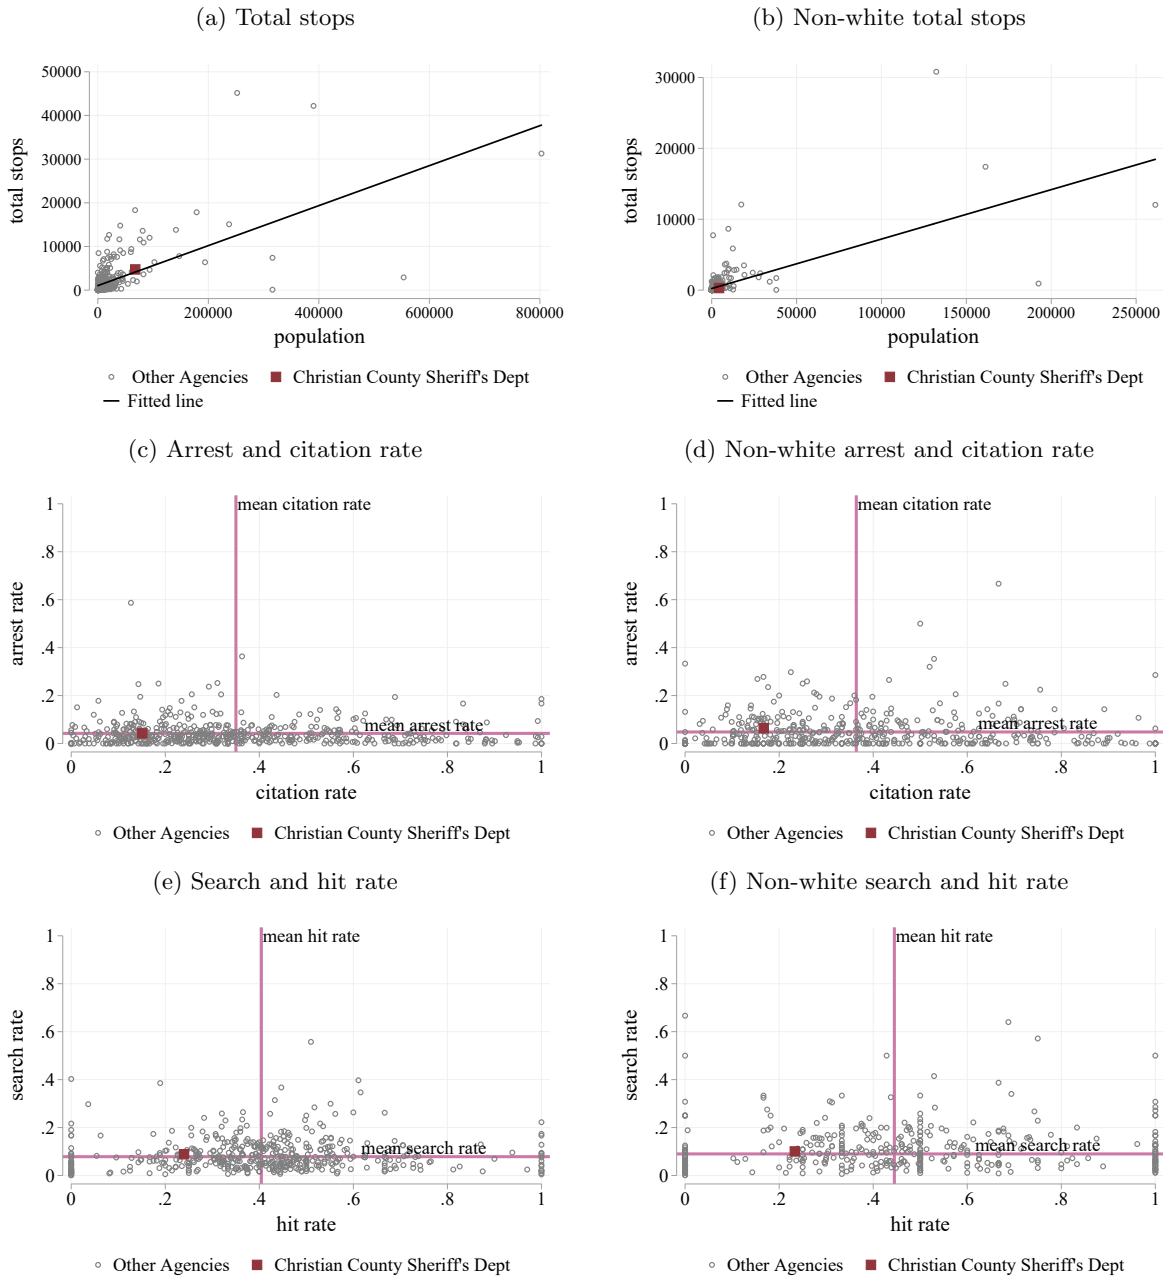 (a) Total stops
(b) Non-white total stops
50000
40000
30000
20000
10000
0
total stops
0 200000 400000 600000 800000
population
Other Agencies Christian County Sheriff's Dept
Fitted line
30000
20000
10000
0
total stops
0 50000 100000 150000 200000 250000
population
Other Agencies Christian County Sheriff's Dept
Fitted line
(c) Arrest and citation rate
(d) Non-white arrest and citation rate
1
.8
.6
.4
.2
0
arrest rate
mean citation rate
mean arrest rate
0 .2 .4 .6 .8 1
citation rate
Other Agencies Christian County Sheriff's Dept
1
.8
.6
.4
.2
0
arrest rate
mean citation rate
mean arrest rate
0 .2 .4 .6 .8 1
citation rate
Other Agencies Christian County Sheriff's Dept
(e) Search and hit rate
(f) Non-white search and hit rate
1
.8
.6
.4
.2
0
search rate
mean hit rate
mean search rate
0 .2 .4 .6 .8 1
hit rate
Other Agencies Christian County Sheriff's Dept
1
.8
.6
.4
.2
0
search rate
mean hit rate
mean search rate
0 .2 .4 .6 .8 1
hit rate
Other Agencies Christian County Sheriff's Dept